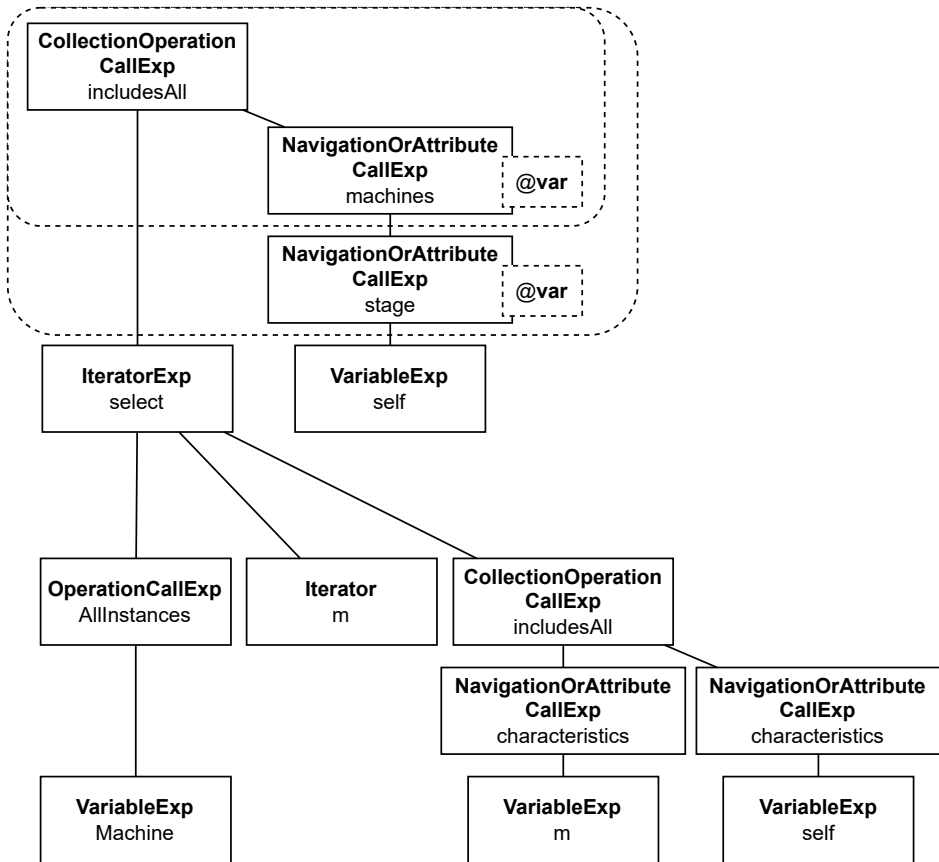 CollectionOperation
CallExp
includesAll
NavigationOrAttribute
CallExp
machines
@var
NavigationOrAttribute
CallExp
stage
@var
IteratorExp
select
VariableExp
self
OperationCallExp
AllInstances
Iterator
m
CollectionOperation
CallExp
includesAll
NavigationOrAttribute
CallExp
characteristics
NavigationOrAttribute
CallExp
characteristics
VariableExp
Machine
VariableExp
m
VariableExp
self